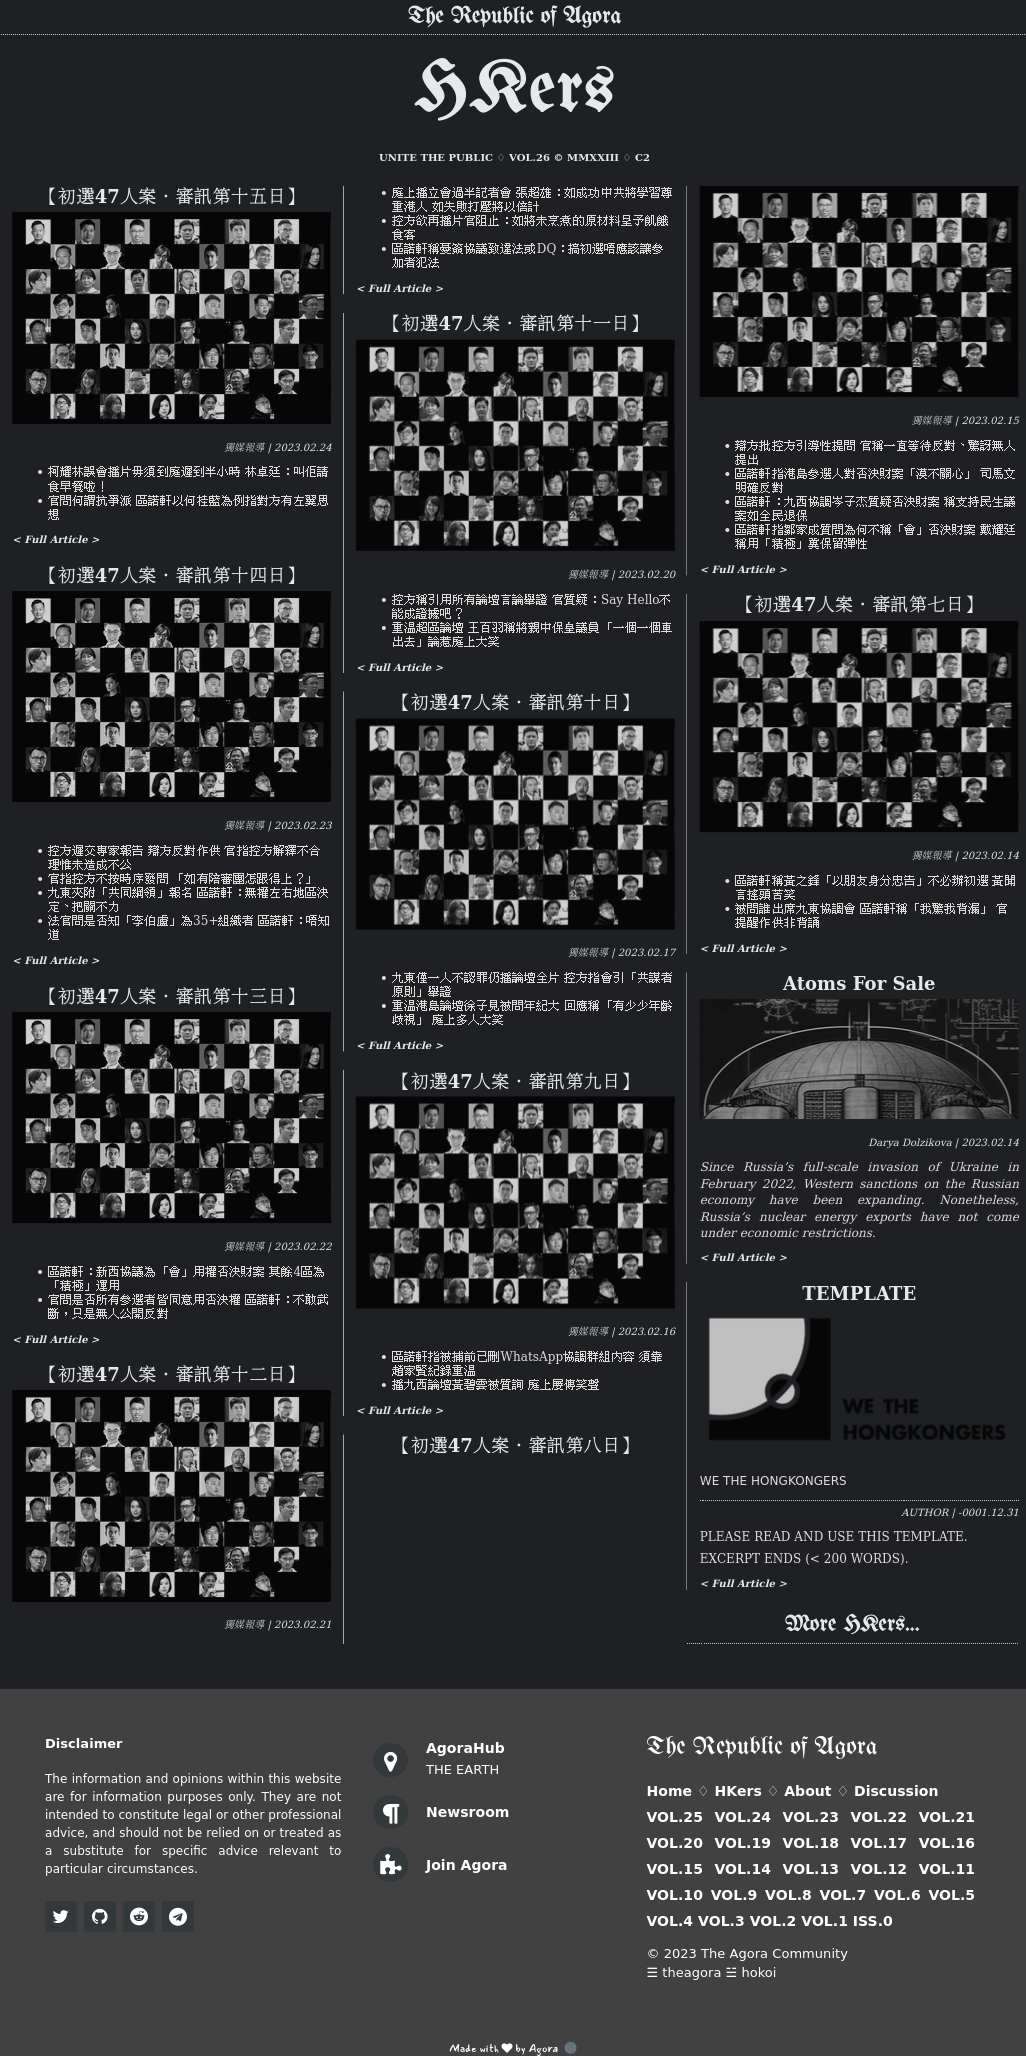 The Republic of Agora
HKers
UNITE THE PUBLIC ♢ VOL.26 © MMXXIII ♢ C2
【初選47人案・審訊第十五日】
獨媒報導 | 2023.02.24
柯耀林誤會播片毋須到庭遲到半小時 林卓廷：叫佢請
食早餐啦！
官問何謂抗爭派 區諾軒以何桂藍為例指對方有左翼思
想
< Full Article >
【初選47人案・審訊第十四日】
獨媒報導 | 2023.02.23
控方遲交專家報告 辯方反對作供 官指控方解釋不合
理惟未造成不公
官指控方不按時序發問 「如有陪審團怎跟得上？」
九東夾附「共同綱領」報名 區諾軒：無權左右地區決
定、把關不力
法官問是否知「李伯盧」為35+組織者 區諾軒：唔知
道
< Full Article >
【初選47人案・審訊第十三日】
獨媒報導 | 2023.02.22
區諾軒：新西協議為「會」用權否決財案 其餘4區為
「積極」運用
官問是否所有參選者皆同意用否決權 區諾軒：不敢武
斷，只是無人公開反對
< Full Article >
【初選47人案・審訊第十二日】
獨媒報導 | 2023.02.21
庭上播立會過半記者會 張超雄：如成功中共將學習尊
重港人 如失敗打壓將以倍計
控方欲再播片官阻止：如將未烹煮的原材料呈予飢餓
食客
區諾軒稱憂簽協議致違法或DQ：搞初選唔應該讓參
加者犯法
< Full Article >
【初選47人案・審訊第十一日】
獨媒報導 | 2023.02.20
控方稱引用所有論壇言論舉證 官質疑：Say Hello不
能成證據吧？
重溫超區論壇 王百羽稱將親中保皇議員「一個一個車
出去」論惹庭上大笑
< Full Article >
【初選47人案・審訊第十日】
獨媒報導 | 2023.02.17
九東僅一人不認罪仍播論壇全片 控方指會引「共謀者
原則」舉證
重溫港島論壇徐子見被問年紀大 回應稱「有少少年齡
歧視」 庭上多人大笑
< Full Article >
【初選47人案・審訊第九日】
獨媒報導 | 2023.02.16
區諾軒指被捕前已刪WhatsApp協調群組內容 須靠
趙家賢紀錄重溫
播九西論壇黃碧雲被質詢 庭上屢傳笑聲
< Full Article >
【初選47人案・審訊第八日】
獨媒報導 | 2023.02.15
辯方批控方引導性提問 官稱一直等待反對、驚訝無人
提出
區諾軒指港島參選人對否決財案「漠不關心」 司馬文
明確反對
區諾軒：九西協調岑子杰質疑否決財案 稱支持民生議
案如全民退保
區諾軒指鄒家成質問為何不稱「會」否決財案 戴耀廷
稱用「積極」冀保留彈性
< Full Article >
【初選47人案・審訊第七日】
獨媒報導 | 2023.02.14
區諾軒稱黃之鋒「以朋友身分忠告」不必辦初選 黃聞
言搖頭苦笑
被問誰出席九東協調會 區諾軒稱「我驚我背漏」 官
提醒作供非背誦
< Full Article >
Atoms For Sale
Darya Dolzikova | 2023.02.14
Since Russia’s full-scale invasion of Ukraine in
February 2022, Western sanctions on the Russian
economy have been expanding. Nonetheless,
Russia’s nuclear energy exports have not come
under economic restrictions.
< Full Article >
TEMPLATE
WE THE
HONGKONGERS
WE THE HONGKONGERS
AUTHOR | -0001.12.31
PLEASE READ AND USE THIS TEMPLATE.
EXCERPT ENDS (< 200 WORDS).
< Full Article >
More HKers...
Disclaimer
The information and opinions within this website
are for information purposes only. They are not
intended to constitute legal or other professional
advice, and should not be relied on or treated as
a substitute for specific advice relevant to
particular circumstances.
AgoraHub
THE EARTH
Newsroom
Join Agora
The Republic of Agora
Home ♢ HKers ♢ About ♢ Discussion
VOL.25 VOL.24 VOL.23 VOL.22 VOL.21
VOL.20 VOL.19 VOL.18 VOL.17 VOL.16
VOL.15 VOL.14 VOL.13 VOL.12 VOL.11
VOL.10 VOL.9 VOL.8 VOL.7 VOL.6 VOL.5
VOL.4 VOL.3 VOL.2 VOL.1 ISS.0
© 2023 The Agora Community
☰ theagora ☱ hokoi
Made with ♥ by Agora